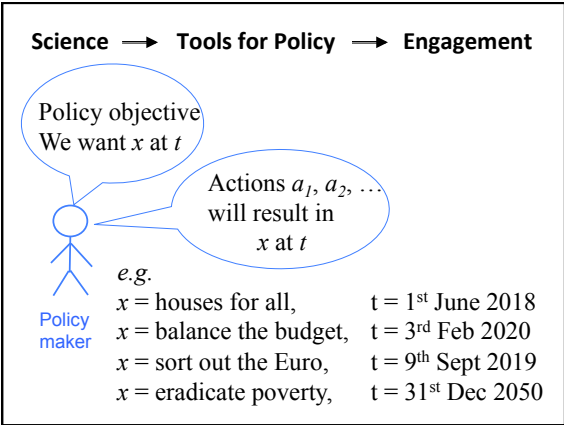 Science → Tools for Policy → Engagement
Policy objective
We want x at t
Actions a1, a2, …
will result in
x at t
Policy
maker
e.g.
x = houses for all, t = 1st June 2018
x = balance the budget, t = 3rd Feb 2020
x = sort out the Euro, t = 9th Sept 2019
x = eradicate poverty, t = 31st Dec 2050